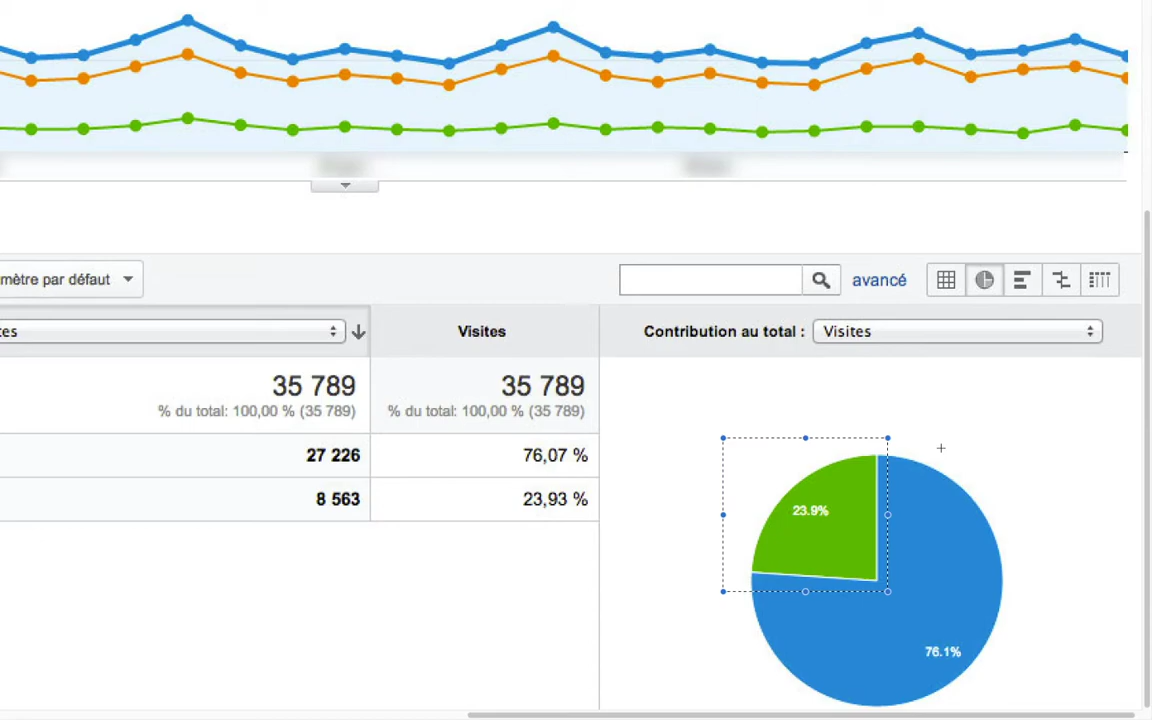 mètre par défaut
avancé
tes
Visites
Contribution au total :
Visites
35 789
35 789
% du total: 100,00 % (35 789)
% du total: 100,00 % (35 789)
27 226
76,07 %
8 563
23,93 %
23.9%
76.1%